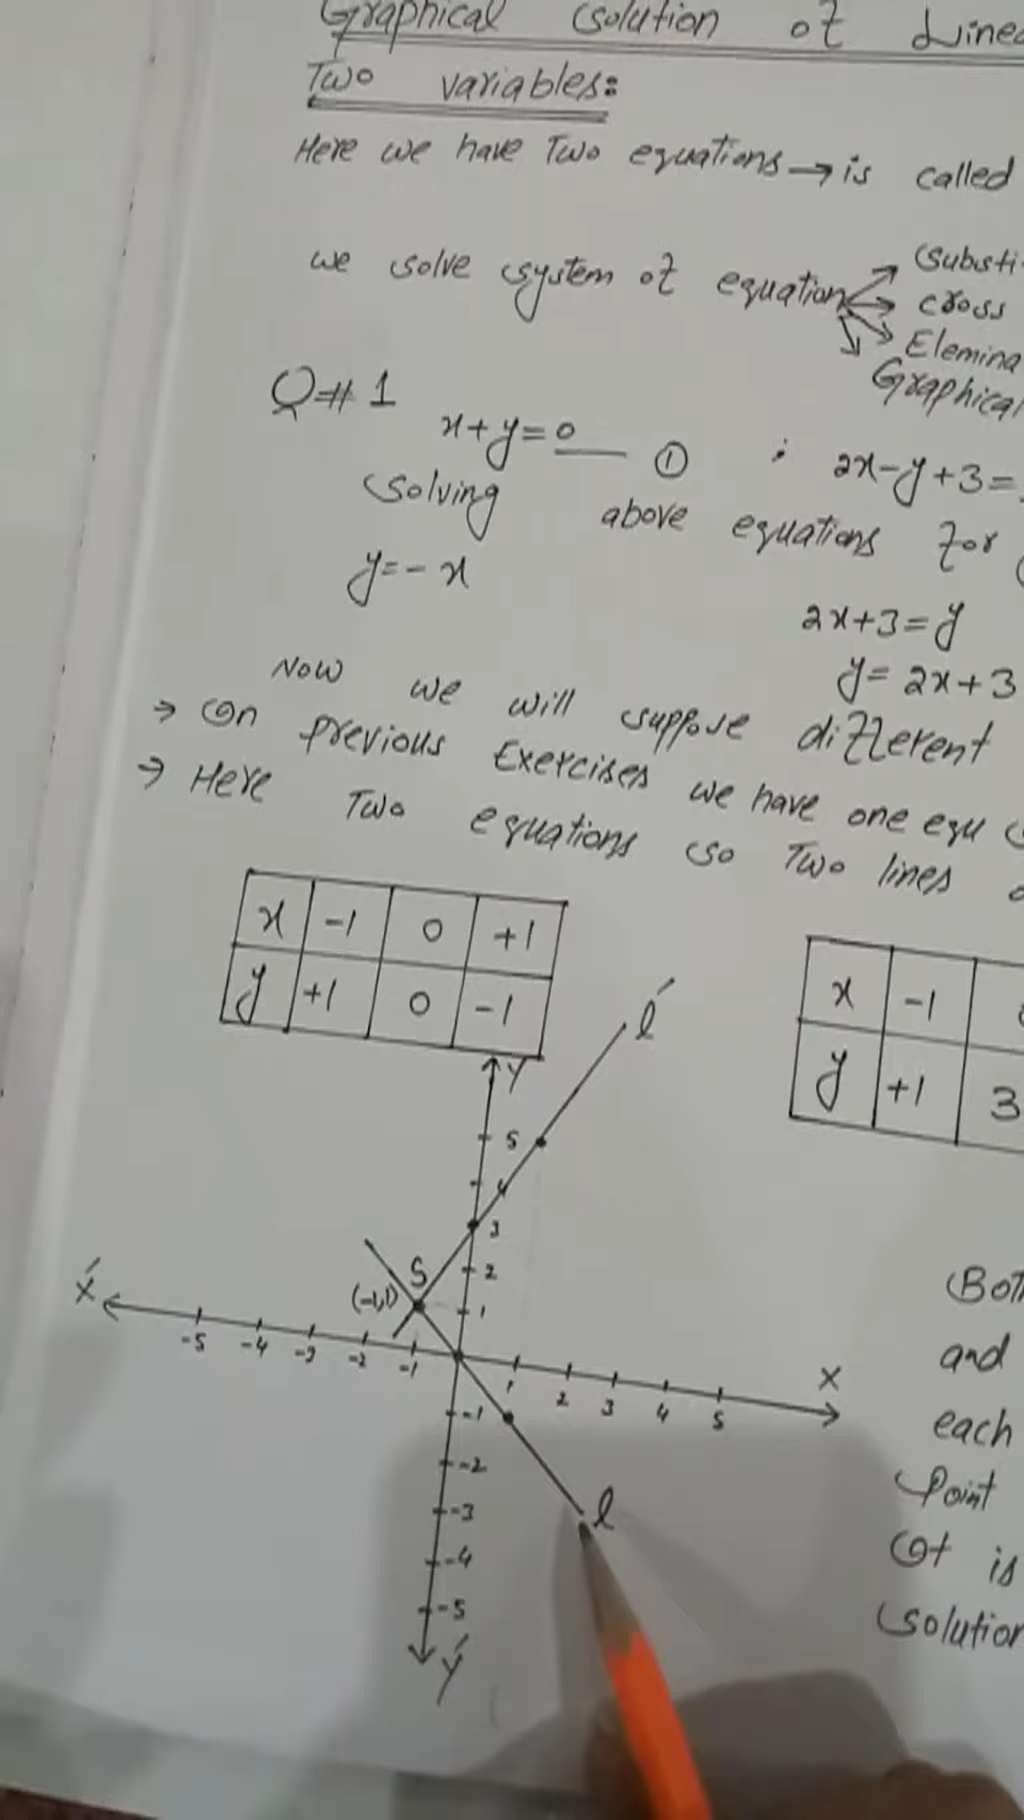 Graphical solution of Linea
Two variables:
Here we have Two equations → is called
we solve system of equation
Substi-
cross
Elemina
Graphical
Q#1
x+y=0 — ① ; 2x-y+3=
Solving above equations for
y=-x
2x+3=y
y=2x+3
Now we will suppose different
→ On previous Exercises we have one equ
→ Here Two equations so Two lines
x -1 0 +1
y +1 0 -1
x -1
y +1 3
l′
Y
5
4
3
2
1
S
(-1,1)
X′
-5 -4 -3 -2 -1 1 2 3 4 5
X
-1
-2
-3
-4
-5
l
Y′
Both
and
each
Point
It is
solution